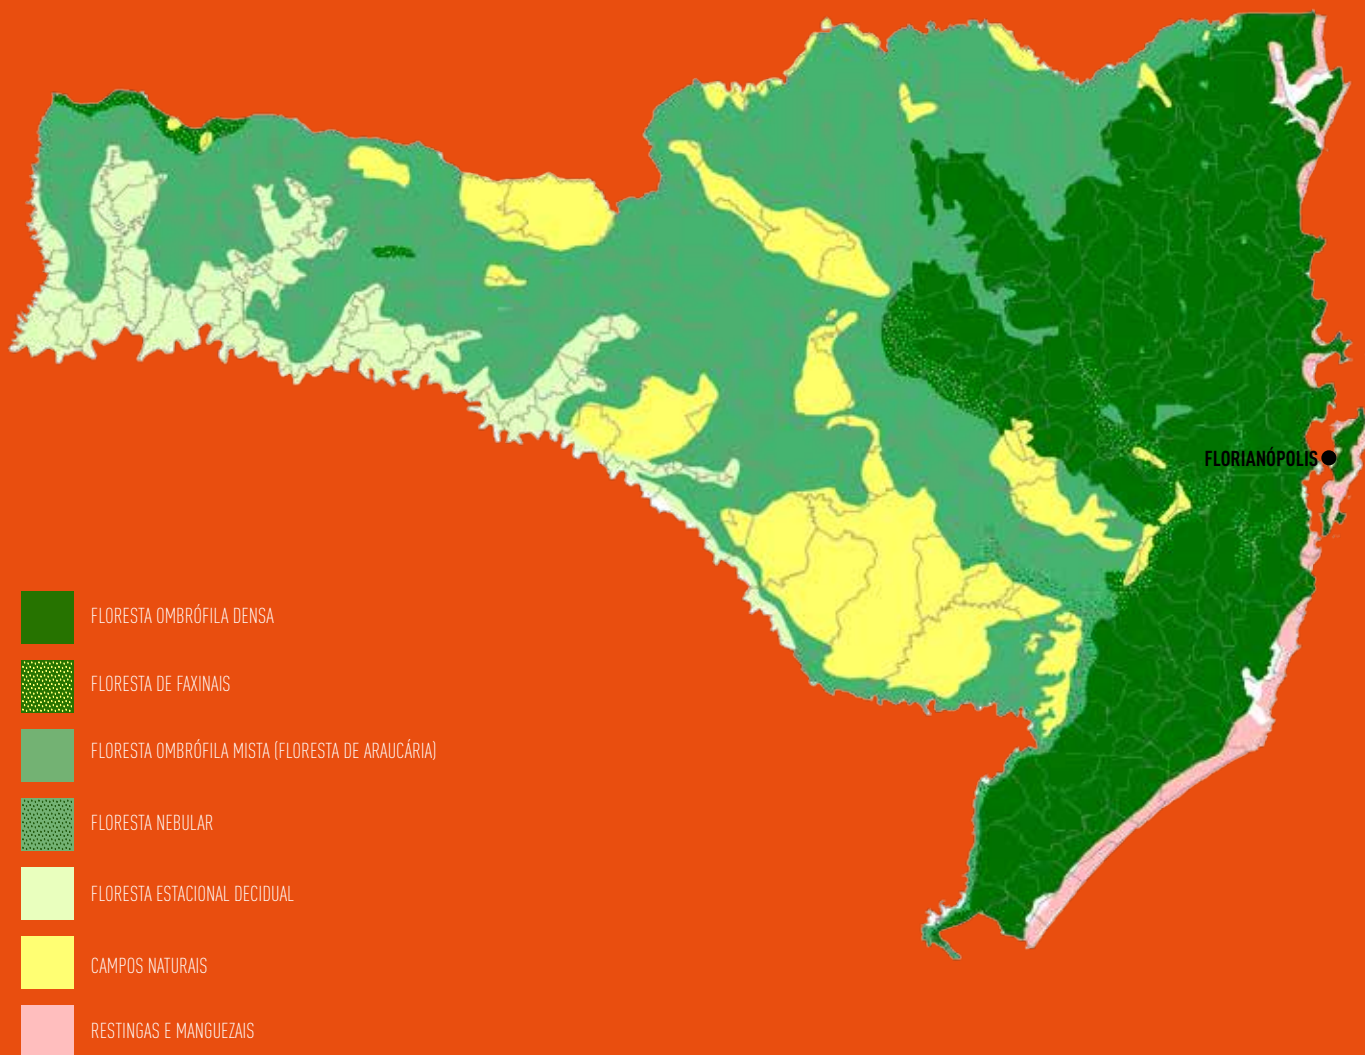 FLORIANÓPOLIS
FLORESTA OMBRÓFILA DENSA
FLORESTA DE FAXINAIS
FLORESTA OMBRÓFILA MISTA (FLORESTA DE ARAUCÁRIA)
FLORESTA NEBULAR
FLORESTA ESTACIONAL DECIDUAL
CAMPOS NATURAIS
RESTINGAS E MANGUEZAIS